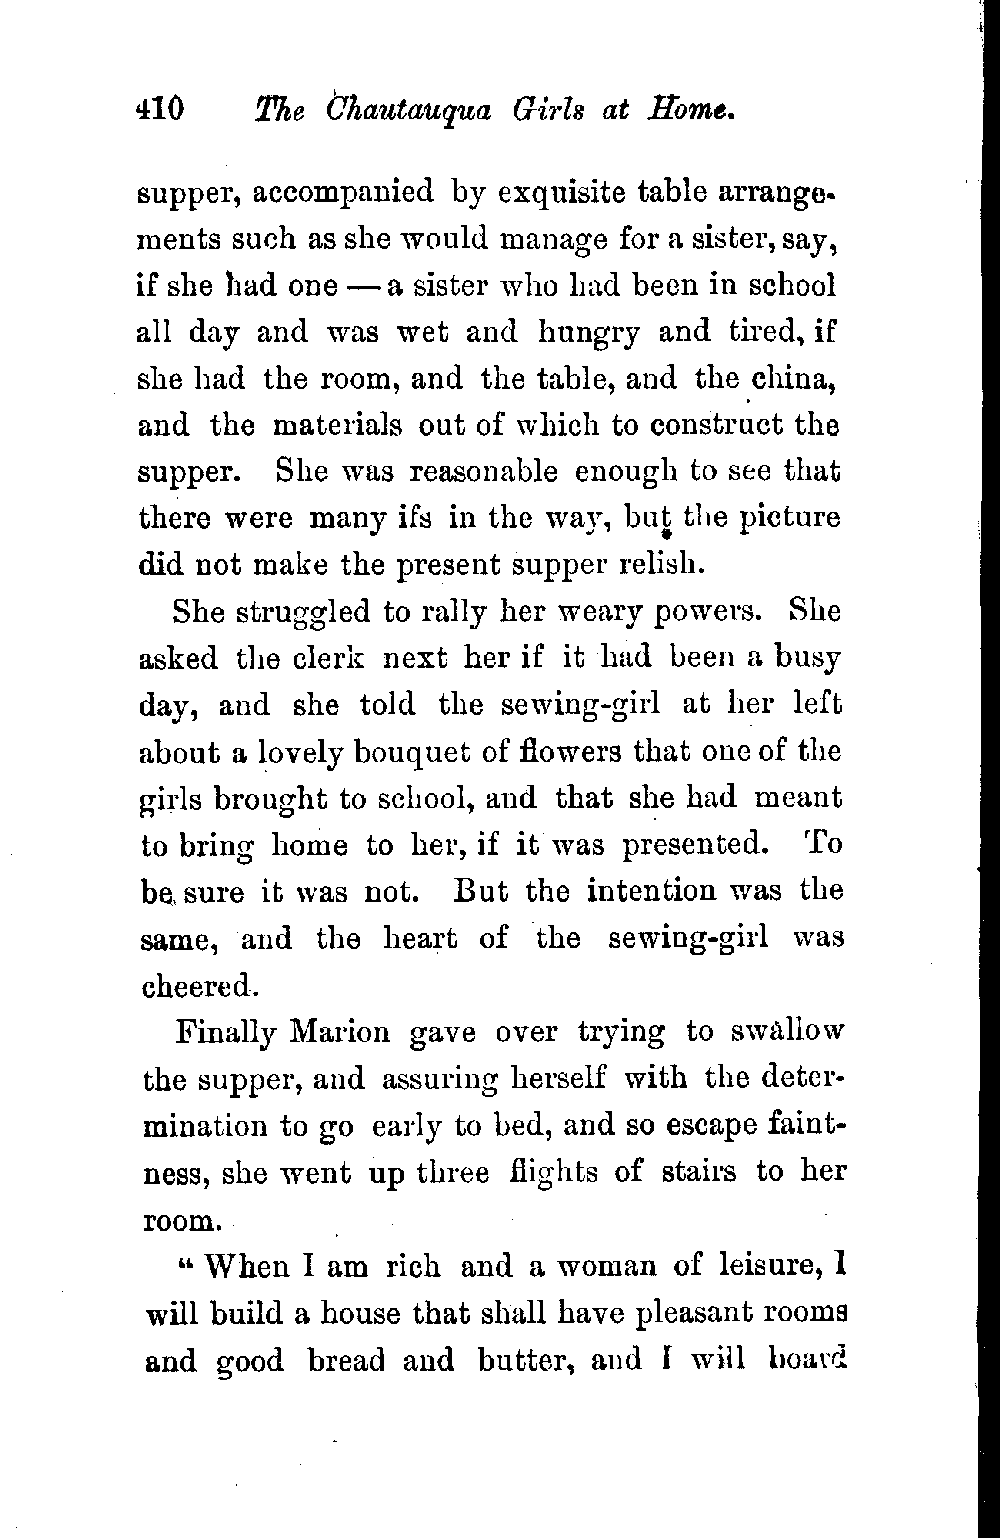 410 The Chautauqua Girls at Home.
supper, accompanied by exquisite table arrange-
ments such as she would manage for a sister, say,
if she had one — a sister who had been in school
all day and was wet and hungry and tired, if
she had the room, and the table, and the china,
and the materials out of which to construct the
supper. She was reasonable enough to see that
there were many ifs in the way, but the picture
did not make the present supper relish.
She struggled to rally her weary powers. She
asked the clerk next her if it had been a busy
day, and she told the sewing-girl at her left
about a lovely bouquet of flowers that one of the
girls brought to school, and that she had meant
to bring home to her, if it was presented. To
be sure it was not. But the intention was the
same, and the heart of the sewing-girl was
cheered.
Finally Marion gave over trying to swallow
the supper, and assuring herself with the deter-
mination to go early to bed, and so escape faint-
ness, she went up three flights of stairs to her
room.
“ When I am rich and a woman of leisure, I
will build a house that shall have pleasant rooms
and good bread and butter, and I will board